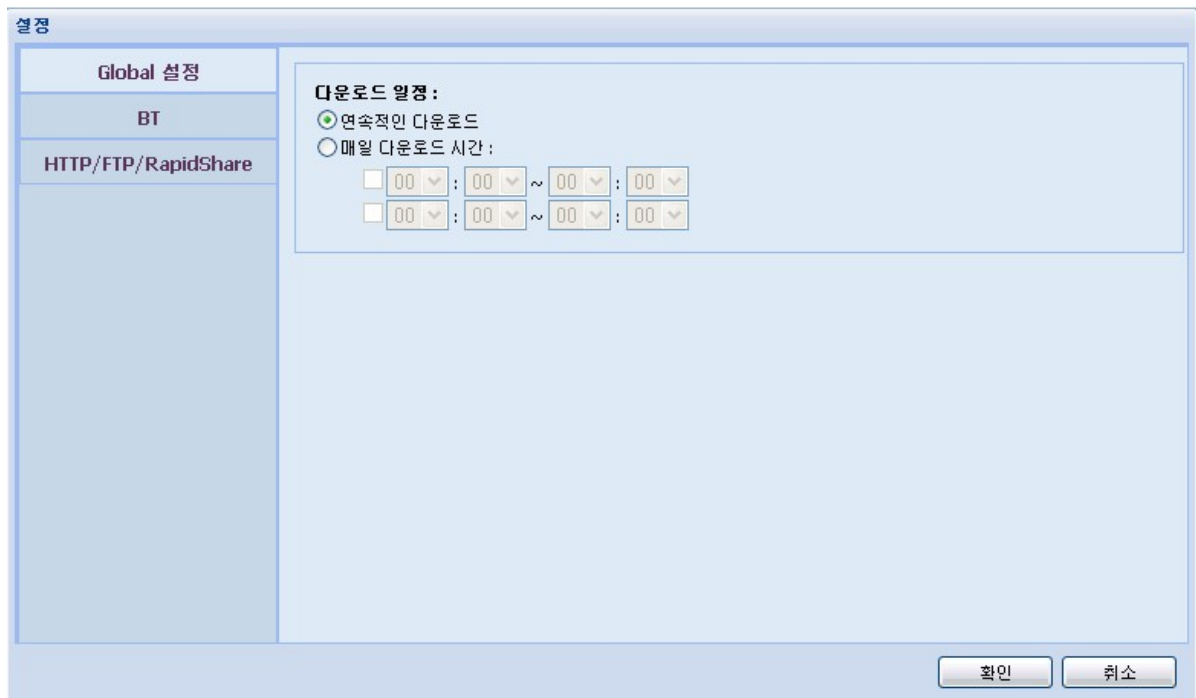 설정
Global 설정
BT
HTTP/FTP/RapidShare
다운로드 일정 :
연속적인 다운로드
매일 다운로드 시간 :
00 : 00 ~ 00 : 00
00 : 00 ~ 00 : 00
확인 취소